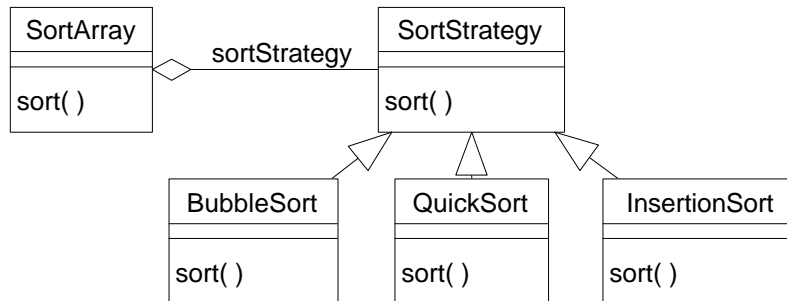 SortArray
sort( )
sortStrategy
SortStrategy
sort( )
BubbleSort
sort( )
QuickSort
sort( )
InsertionSort
sort( )